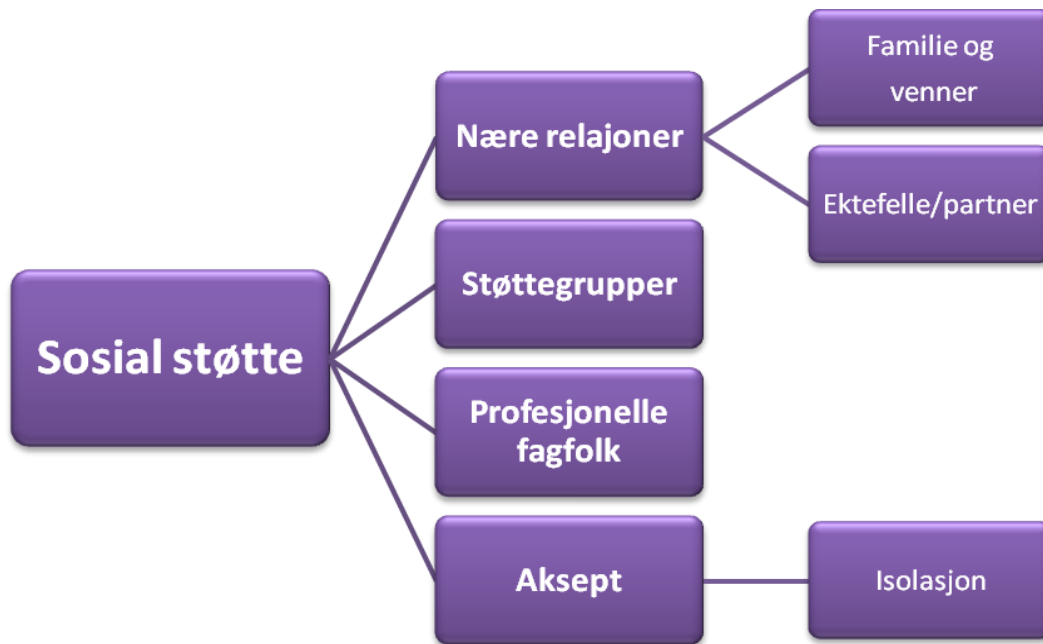 Sosial støtte
Nære relajoner
Familie og
venner
Ektefelle/partner
Støttegrupper
Profesjonelle
fagfolk
Aksept
Isolasjon